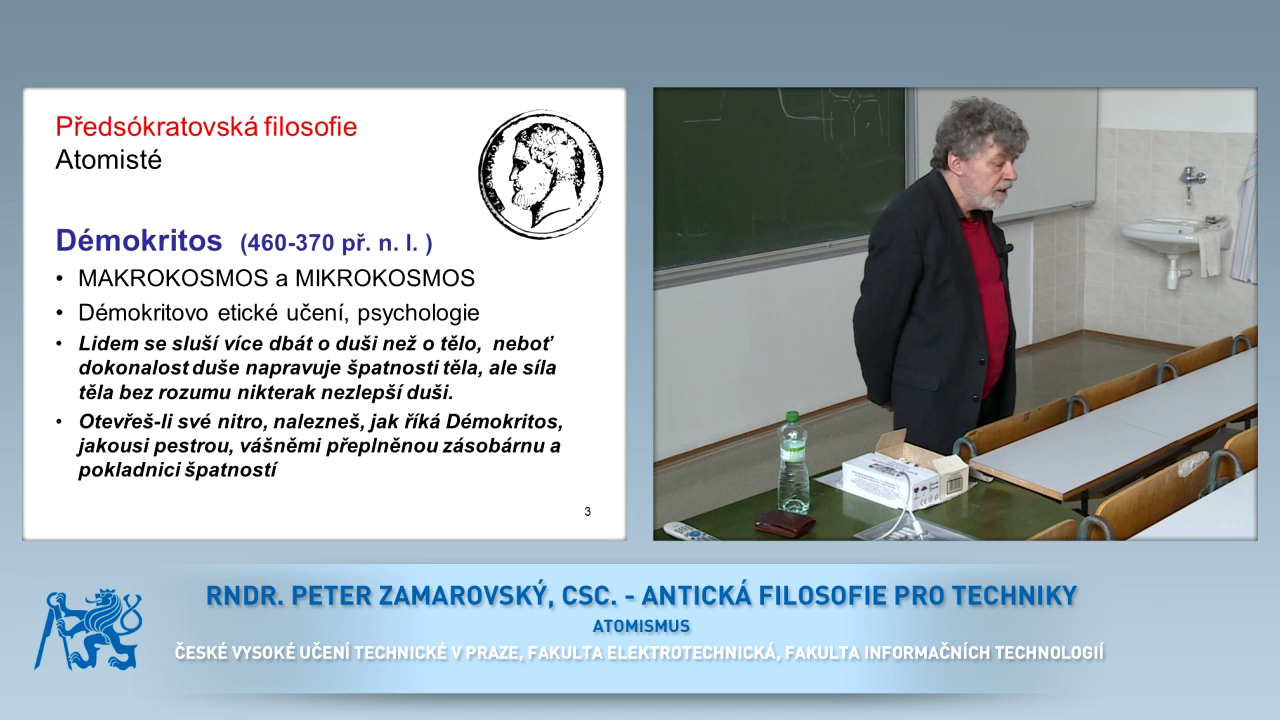 Předsókratovská filosofie
Atomisté
Démokritos (460-370 př. n. l. )
• MAKROKOSMOS a MIKROKOSMOS
• Démokritovo etické učení, psychologie
• Lidem se sluší více dbát o duši než o tělo, neboť
dokonalost duše napravuje špatnosti těla, ale síla
těla bez rozumu nikterak nezlepší duši.
• Otevřeš-li své nitro, nalezneš, jak říká Démokritos,
jakousi pestrou, vášněmi přeplněnou zásobárnu a
pokladnici špatností
3
RNDR. PETER ZAMAROVSKÝ, CSC. - ANTICKÁ FILOSOFIE PRO TECHNIKY
ATOMISMUS
ČESKÉ VYSOKÉ UČENÍ TECHNICKÉ V PRAZE, FAKULTA ELEKTROTECHNICKÁ, FAKULTA INFORMAČNÍCH TECHNOLOGIÍ